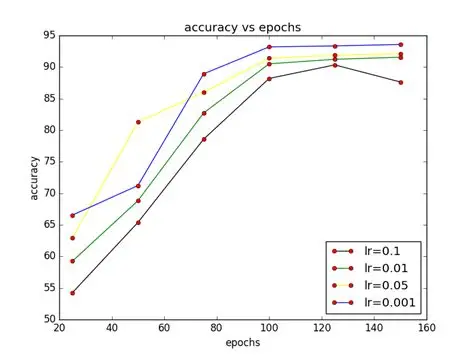 accuracy vs epochs
95
90
85
80
75
70
65
60
55
50
accuracy
20 40 60 80 100 120 140 160
epochs
lr=0.1
lr=0.01
lr=0.05
lr=0.001